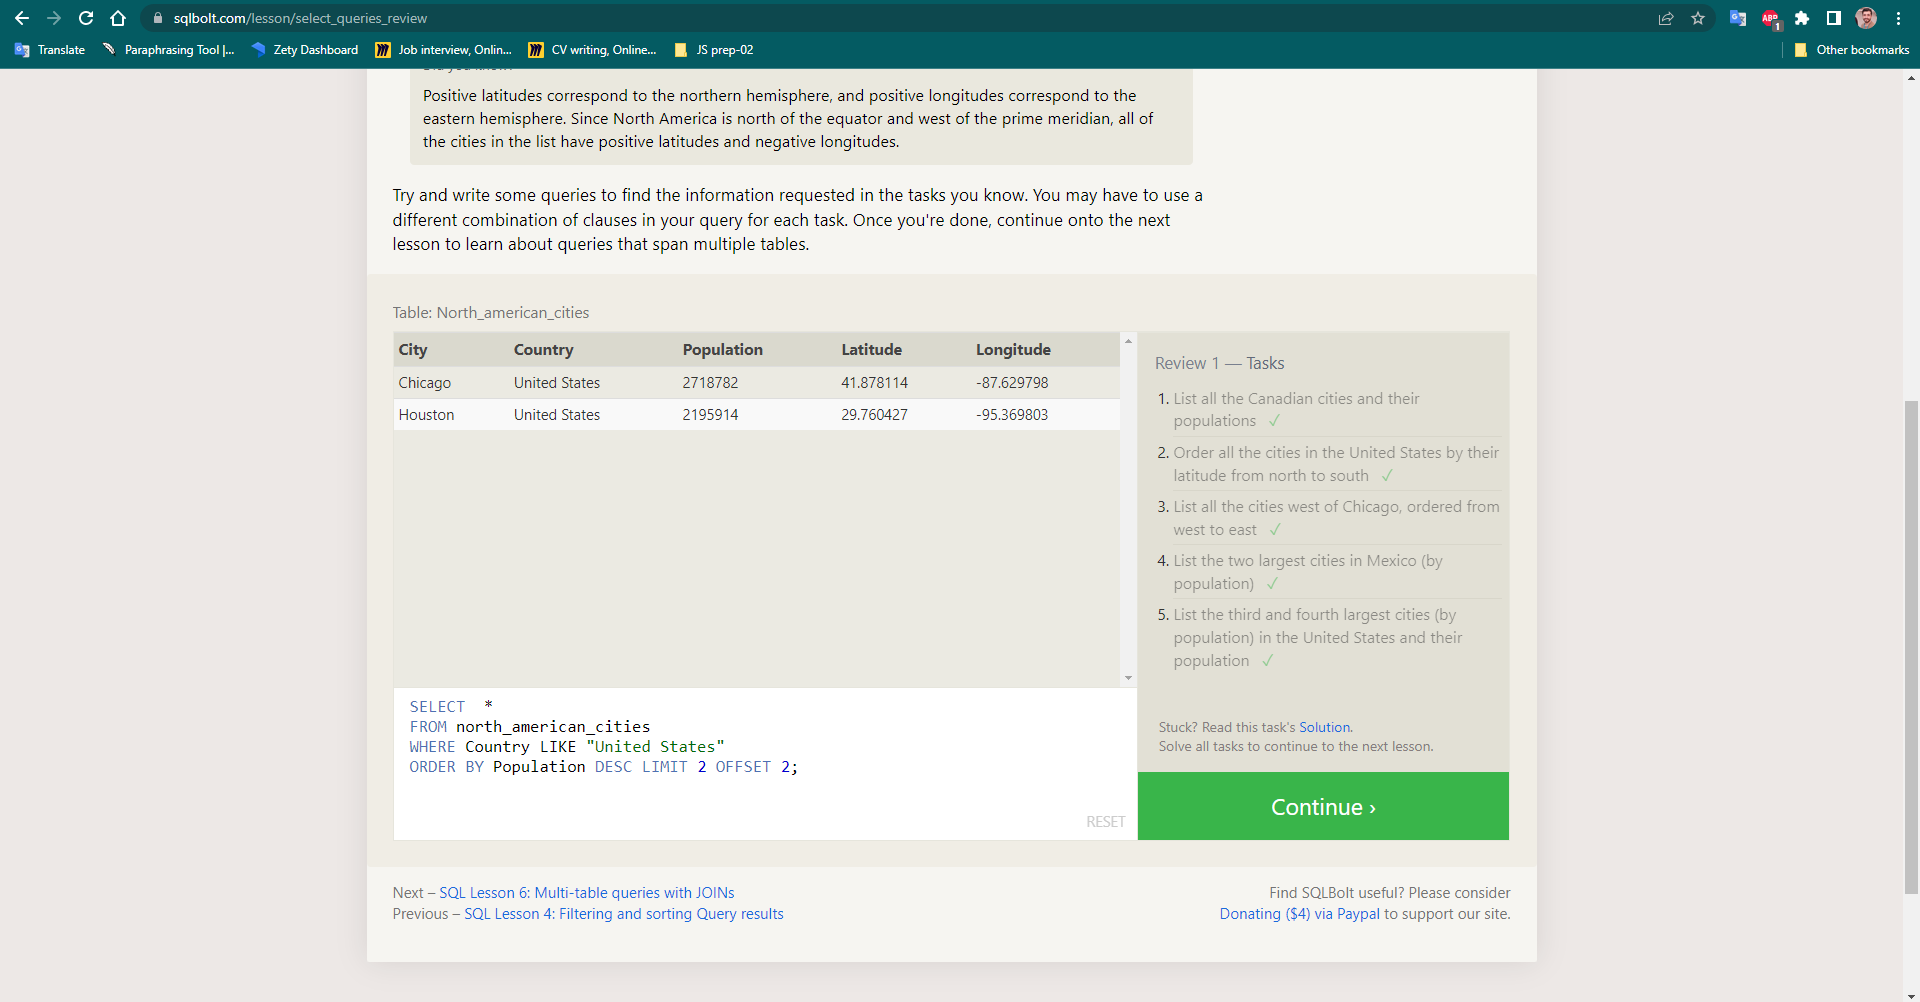 sqlbolt.com/lesson/select_queries_review
ABP
1
Translate
Paraphrasing Tool |...
Zety Dashboard
Job interview, Onlin...
CV writing, Online...
JS prep-02
Other bookmarks
Positive latitudes correspond to the northern hemisphere, and positive longitudes correspond to the
eastern hemisphere. Since North America is north of the equator and west of the prime meridian, all of
the cities in the list have positive latitudes and negative longitudes.
Try and write some queries to find the information requested in the tasks you know. You may have to use a
different combination of clauses in your query for each task. Once you're done, continue onto the next
lesson to learn about queries that span multiple tables.
Table: North_american_cities
City Country Population Latitude Longitude
Chicago United States 2718782 41.878114 -87.629798
Houston United States 2195914 29.760427 -95.369803
SELECT *
FROM north_american_cities
WHERE Country LIKE "United States"
ORDER BY Population DESC LIMIT 2 OFFSET 2;
RESET
Review 1 — Tasks
1. List all the Canadian cities and their
populations ✓
2. Order all the cities in the United States by their
latitude from north to south ✓
3. List all the cities west of Chicago, ordered from
west to east ✓
4. List the two largest cities in Mexico (by
population) ✓
5. List the third and fourth largest cities (by
population) in the United States and their
population ✓
Stuck? Read this task's Solution.
Solve all tasks to continue to the next lesson.
Continue ›
Next – SQL Lesson 6: Multi-table queries with JOINs
Previous – SQL Lesson 4: Filtering and sorting Query results
Find SQLBolt useful? Please consider
Donating ($4) via Paypal to support our site.